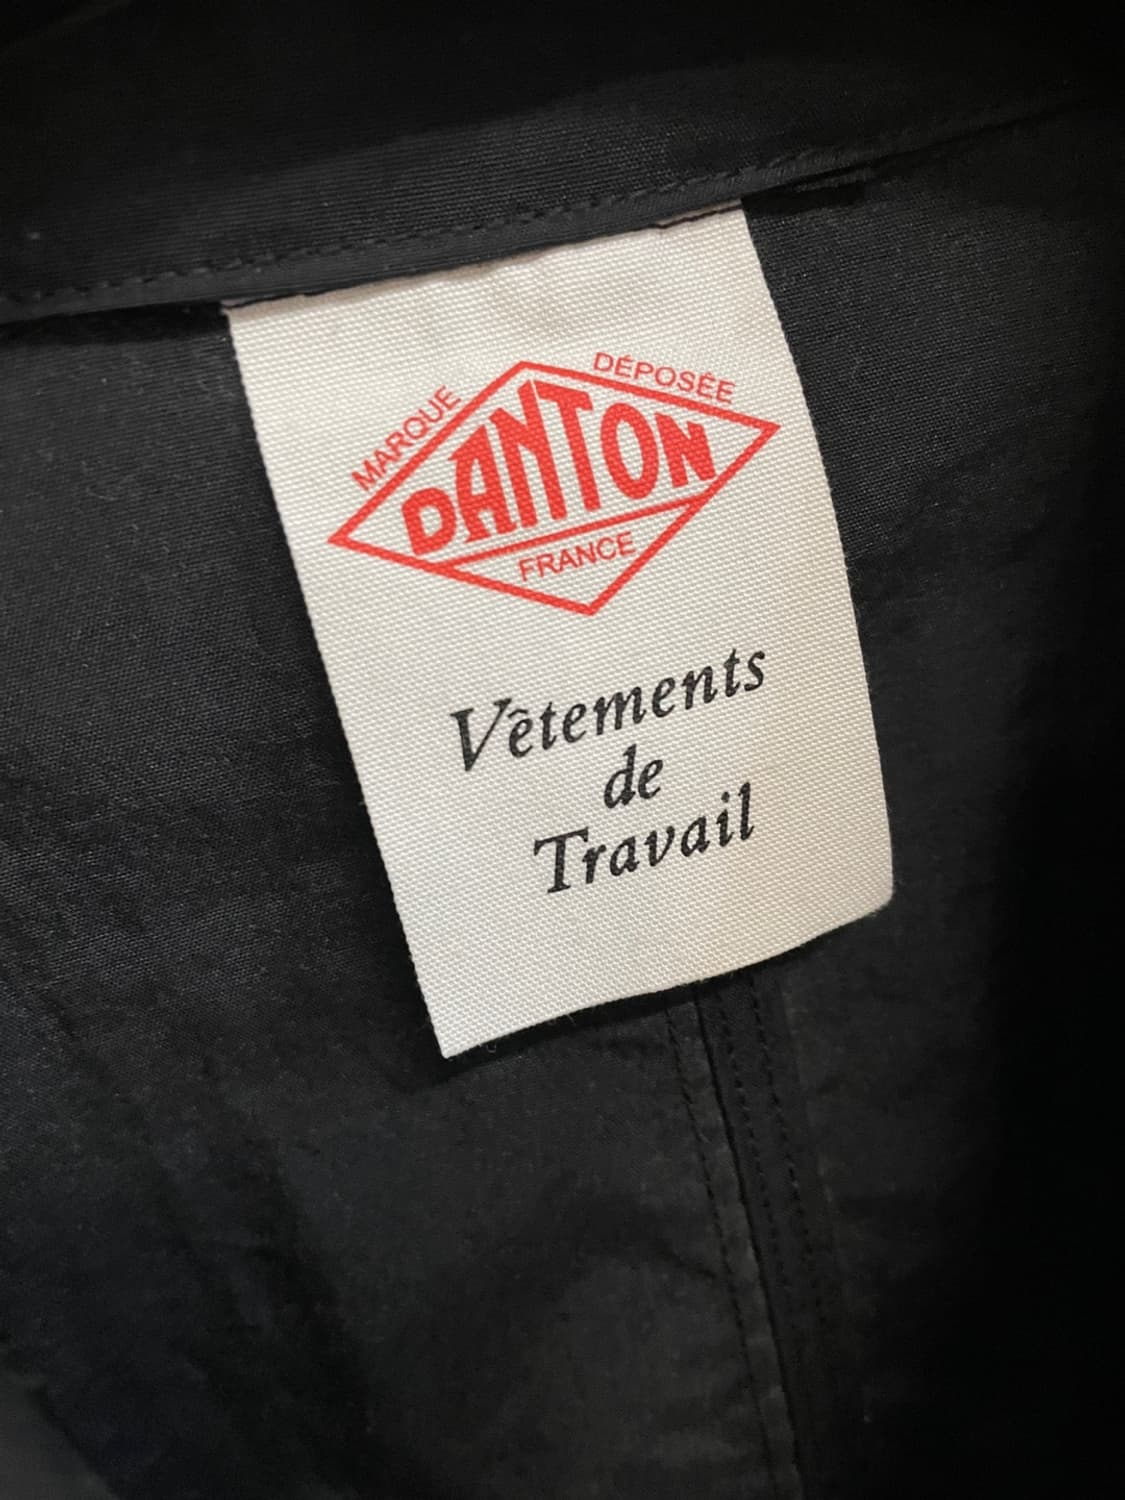 MARQUE DÉPOSÉE
DANTON
FRANCE
Vêtements
de
Travail